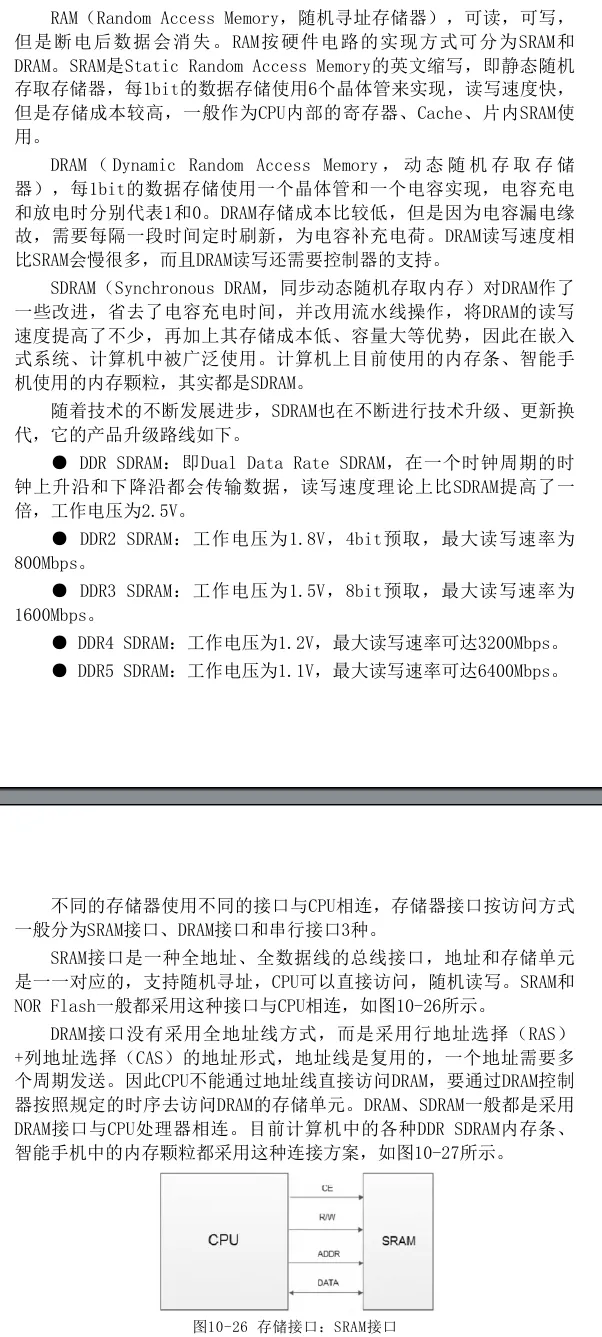 RAM（Random Access Memory，随机寻址存储器），可读，可写，
但是断电后数据会消失。RAM按硬件电路的实现方式可分为SRAM和
DRAM。SRAM是Static Random Access Memory的英文缩写，即静态随机
存取存储器，每1bit的数据存储使用6个晶体管来实现，读写速度快，
但是存储成本较高，一般作为CPU内部的寄存器、Cache、片内SRAM使
用。
DRAM（Dynamic Random Access Memory，动态随机存取存储
器），每1bit的数据存储使用一个晶体管和一个电容实现，电容充电
和放电时分别代表1和0。DRAM存储成本比较低，但是因为电容漏电缘
故，需要每隔一段时间定时刷新，为电容补充电荷。DRAM读写速度相
比SRAM会慢很多，而且DRAM读写还需要控制器的支持。
SDRAM（Synchronous DRAM，同步动态随机存取内存）对DRAM作了
一些改进，省去了电容充电时间，并改用流水线操作，将DRAM的读写
速度提高了不少，再加上其存储成本低、容量大等优势，因此在嵌入
式系统、计算机中被广泛使用。计算机上目前使用的内存条、智能手
机使用的内存颗粒，其实都是SDRAM。
随着技术的不断发展进步，SDRAM也在不断进行技术升级、更新换
代，它的产品升级路线如下。
● DDR SDRAM：即Dual Data Rate SDRAM，在一个时钟周期的时
钟上升沿和下降沿都会传输数据，读写速度理论上比SDRAM提高了一
倍，工作电压为2.5V。
● DDR2 SDRAM：工作电压为1.8V，4bit预取，最大读写速率为
800Mbps。
● DDR3 SDRAM：工作电压为1.5V，8bit预取，最大读写速率为
1600Mbps。
● DDR4 SDRAM：工作电压为1.2V，最大读写速率可达3200Mbps。
● DDR5 SDRAM：工作电压为1.1V，最大读写速率可达6400Mbps。
不同的存储器使用不同的接口与CPU相连，存储器接口按访问方式
一般分为SRAM接口、DRAM接口和串行接口3种。
SRAM接口是一种全地址、全数据线的总线接口，地址和存储单元
是一一对应的，支持随机寻址，CPU可以直接访问，随机读写。SRAM和
NOR Flash一般都采用这种接口与CPU相连，如图10-26所示。
DRAM接口没有采用全地址线方式，而是采用行地址选择（RAS）
+列地址选择（CAS）的地址形式，地址线是复用的，一个地址需要多
个周期发送。因此CPU不能通过地址线直接访问DRAM，要通过DRAM控制
器按照规定的时序去访问DRAM的存储单元。DRAM、SDRAM一般都是采用
DRAM接口与CPU处理器相连。目前计算机中的各种DDR SDRAM内存条、
智能手机中的内存颗粒都采用这种连接方案，如图10-27所示。
CPU
CE
R/W
ADDR
DATA
SRAM
图10-26 存储接口：SRAM接口